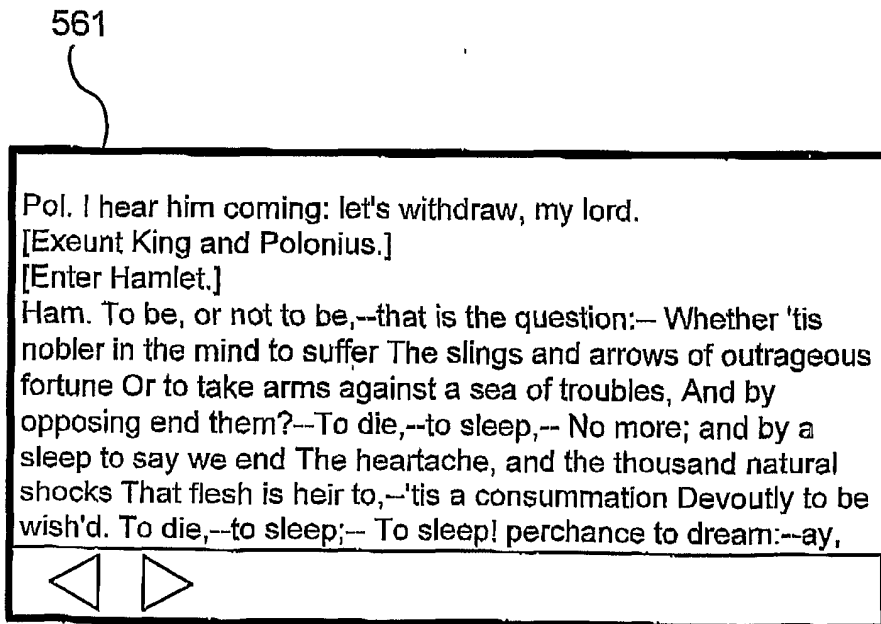 561
Pol. I hear him coming: let's withdraw, my lord.
[Exeunt King and Polonius.]
[Enter Hamlet.]
Ham. To be, or not to be,--that is the question:-- Whether 'tis
nobler in the mind to suffer The slings and arrows of outrageous
fortune Or to take arms against a sea of troubles, And by
opposing end them?--To die,--to sleep,-- No more; and by a
sleep to say we end The heartache, and the thousand natural
shocks That flesh is heir to,--'tis a consummation Devoutly to be
wish'd. To die,--to sleep;-- To sleep! perchance to dream:--ay,